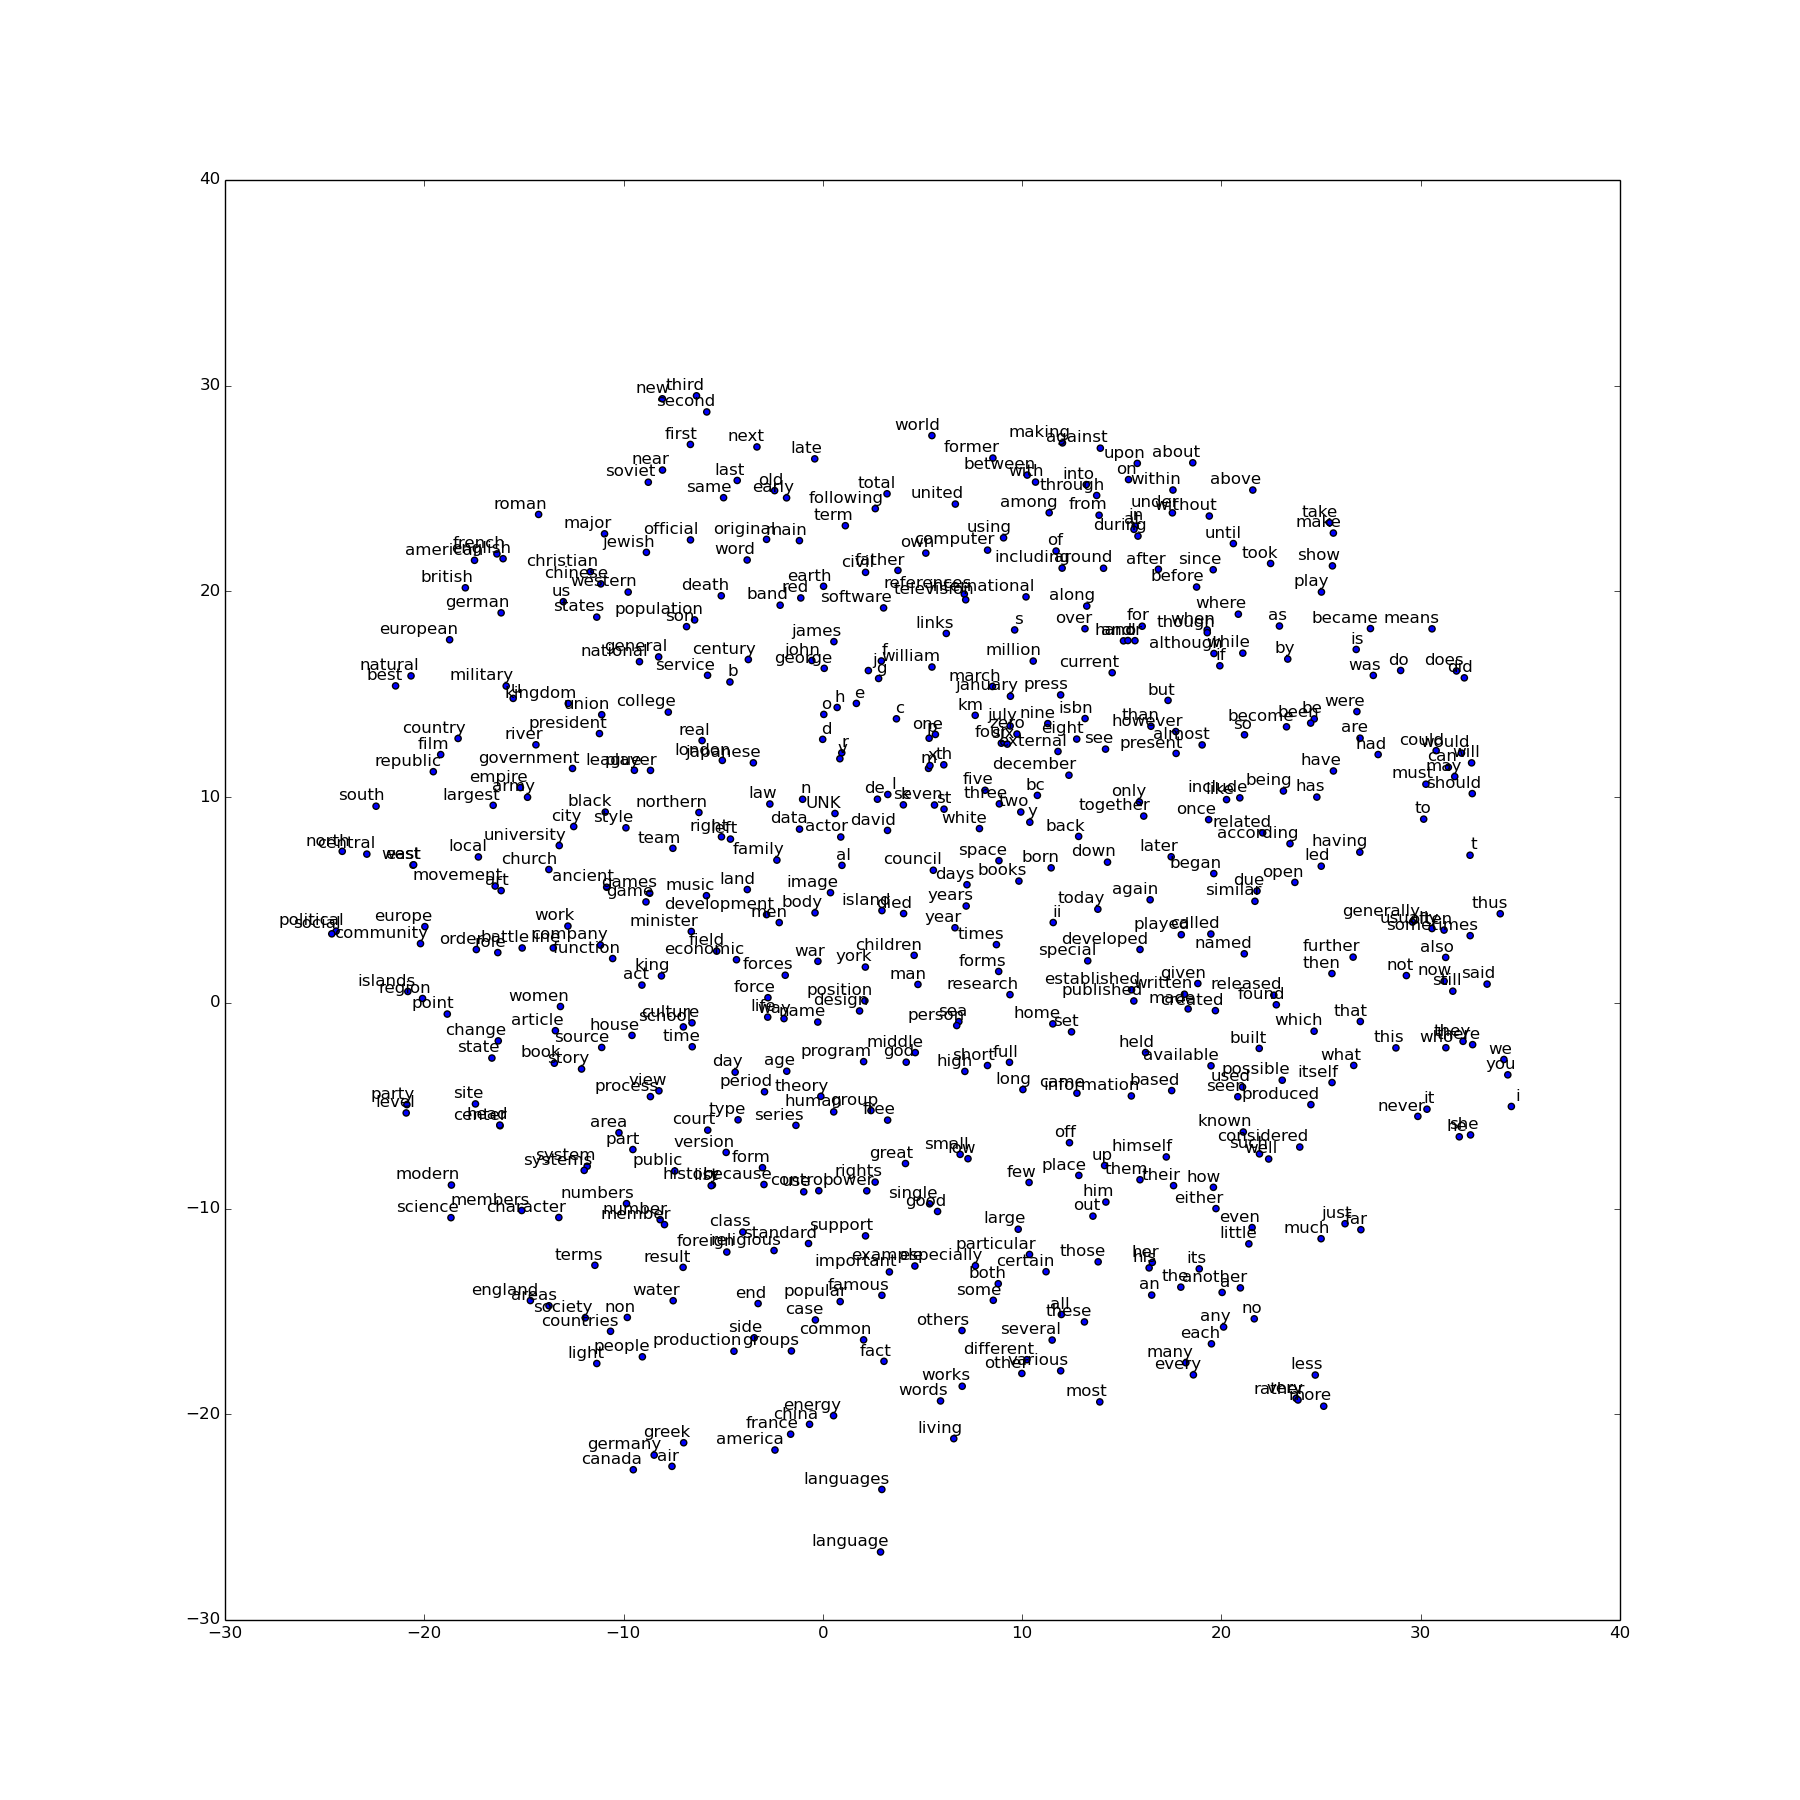 40
new third
second
first
next
late
world
making against
former
upon about
near
between with
soviet
last
old early
same
total
following
united
into
through
on
within
above
among
from
under
without
roman
term
take
make
major
official
original main
using
during
in
until
jewish
word
own computer
of
including around
after
since
took
show
american french
english
christian
chinese
western
civil father
before
play
british
us
states
earth
death
band red
software
references
television international
along
german
population
son
where
european
james
links
s
over
for
when
though
as
became means
general
national
century
john
george
f
william
million
and or
although while
if
by
is
natural
best
military
service
b
j
g
march
january
current
was do does did
30
kingdom
union
college
o h e
c
km
press
but
were
country
film
river
president
real
d
one
july nine
isbn
than
however
become
been be
are
republic
government
league player
london japanese
r
zero
four six
eight
external
see
present
almost
so
had
could would
can will
may
empire
army
x th
december
have
must should
largest
south
law n
de l
k seven st
five
three
bc
two
only
include like
being
has
black
city
style
northern
UNK
y
together
once
to
university
team
right left
data actor
david
white
back
related
according
having
t
north
central
west east
local
church
family
al
council
space
born
down
later
led
movement
art
ancient
games
game
music
land
image
days
books
began
due
open
similar
development
men
body
island died
years
ii
today
again
generally
usually often
sometimes
thus
political
social
europe
community
work
company
minister
year
played called
order
role
battle line
function
field
economic
children
times
special
developed
named
also
king
act
forces
war
york
forms
further
then
not
now
still
said
islands
region
point
women
force
position
man
research
established
published
written
given
made created
released
found
20
article
change
state
house
source
school culture
life way name
design
person sea
home
set
which
that
book
story
time
middle
god
short full
held
built
this
who they there
day
age
program
high
available
what
we
you
party
level
site
view
process
period
theory
long
came
information
based
used
seen
possible
itself
produced
i
center head
area
part
type
court
series
human group
free
known
considered
such
well
never
it
he
she
system
systems
public
version
form
great
small low
off
himself
modern
science
members
character
history
list because
rights
power
use
few
place
up
them
their
how
numbers
number
member
single
good
him
out
either
class
foreign
religious
standard
support
large
even
little
just
far
much
terms
result
important
example especially
particular
certain
those
her
his
its
10
england
areas
society
countries
non
water
end
popular
famous
both
some
an
the another
a
people
light
production
side
groups
case
common
fact
others
all
these
several
any
no
each
different
other various
many
every
works
words
most
less
rather very
more
energy
china
france
america
living
greek
germany
canada
air
languages
language
0
−10
−20
−30
−30 −20 −10 0 10 20 30 40